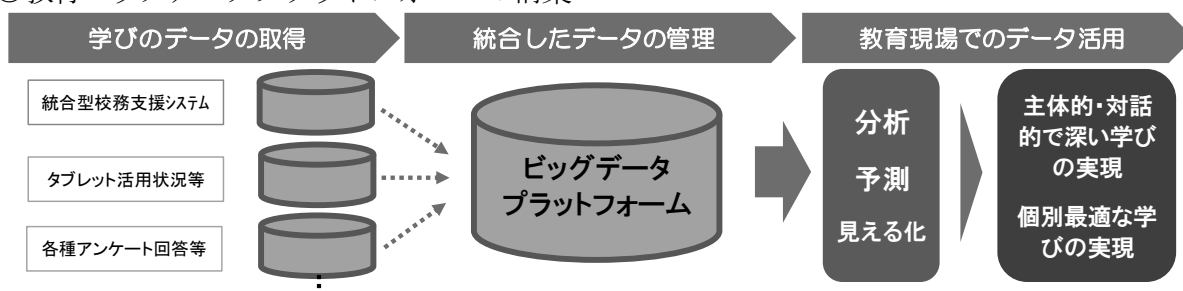 学びのデータの取得
統合したデータの管理
教育現場でのデータ活用
統合型校務支援システム
タブレット活用状況等
各種アンケート回答等
ビッグデータ
プラットフォーム
分析
予測
見える化
主体的・対話
的で深い学び
の実現
個別最適な学
びの実現